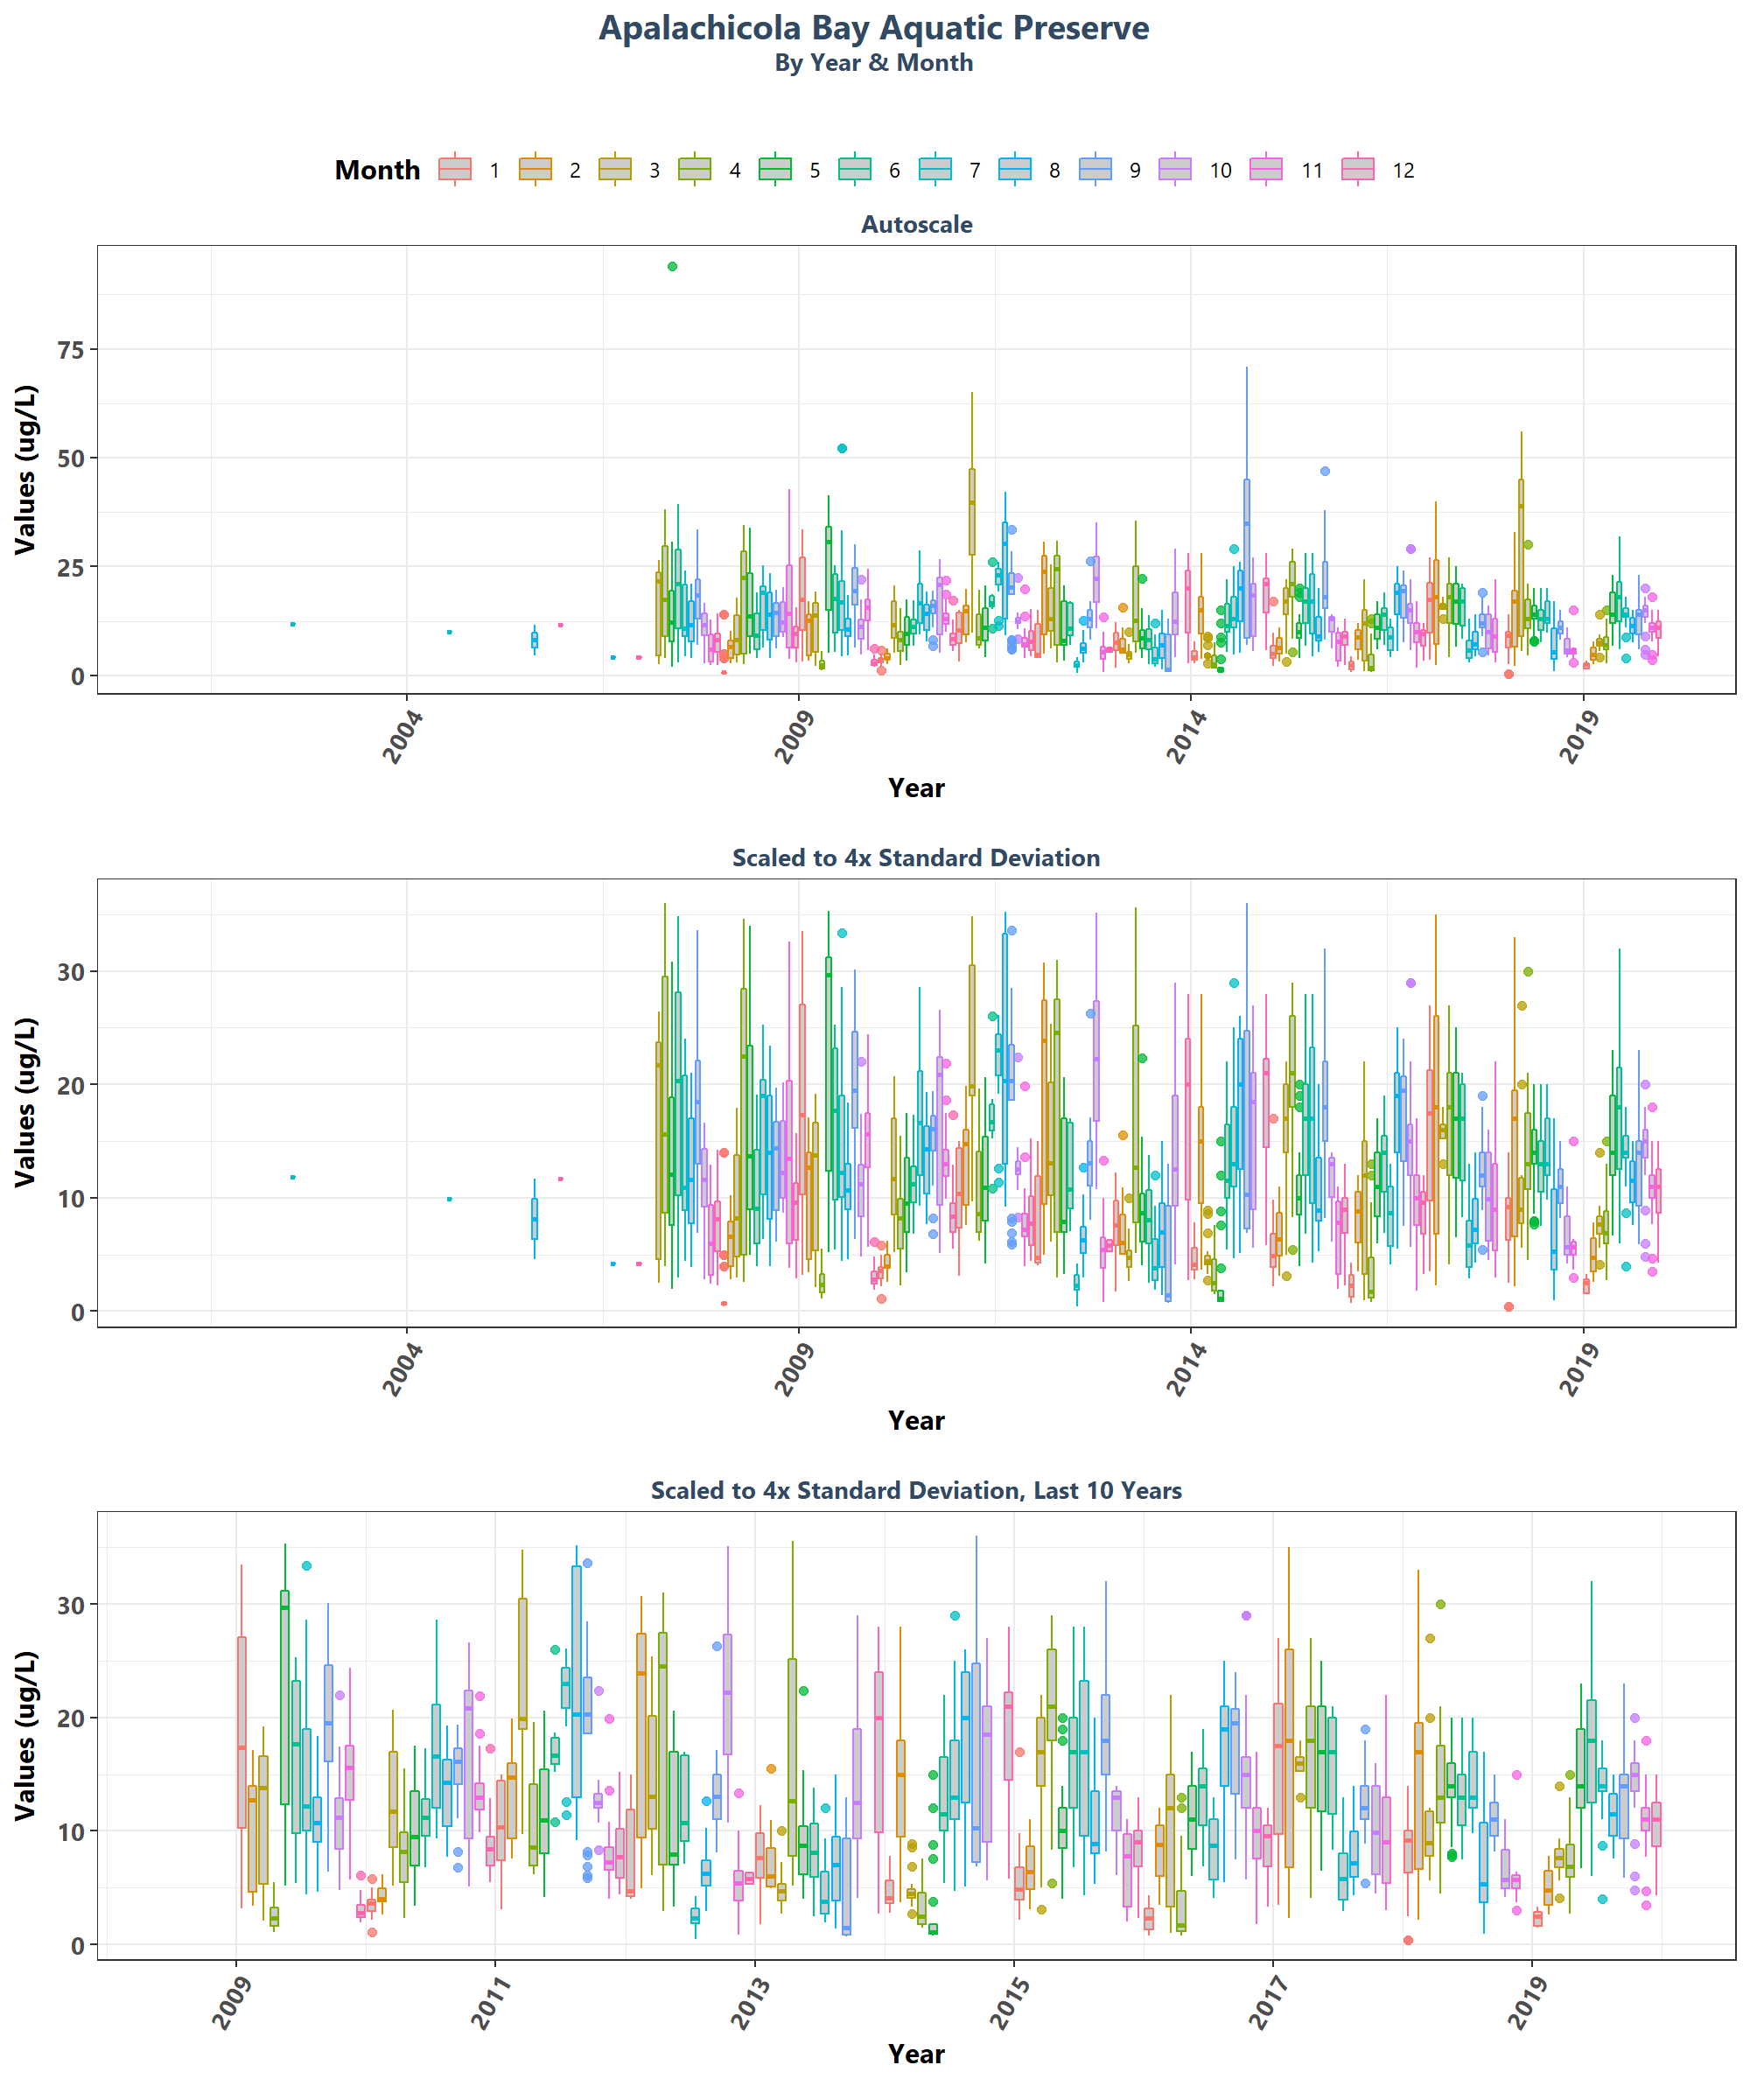 Apalachicola Bay Aquatic Preserve
By Year & Month
Month 1 2 3 4 5 6 7 8 9 10 11 12
Autoscale
Values (ug/L)
75
50
25
0
2004 2009 2014 2019
Year
Scaled to 4x Standard Deviation
Values (ug/L)
30
20
10
0
2004 2009 2014 2019
Year
Scaled to 4x Standard Deviation, Last 10 Years
Values (ug/L)
30
20
10
0
2009 2011 2013 2015 2017 2019
Year